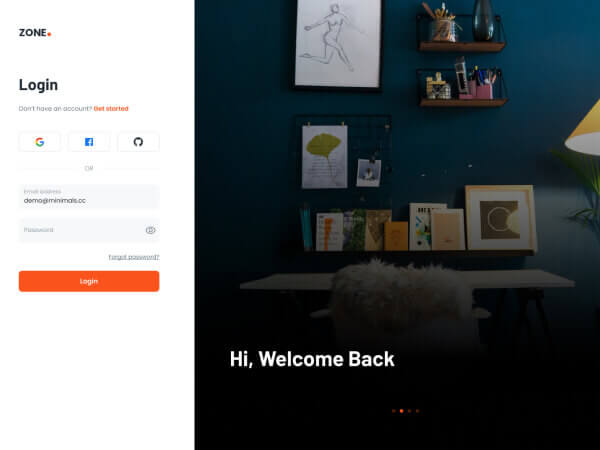 ZONE.
Login
Don't have an account? Get started
OR
Email address
demo@minimals.cc
Password
Forgot password?
Login
Hi, Welcome Back